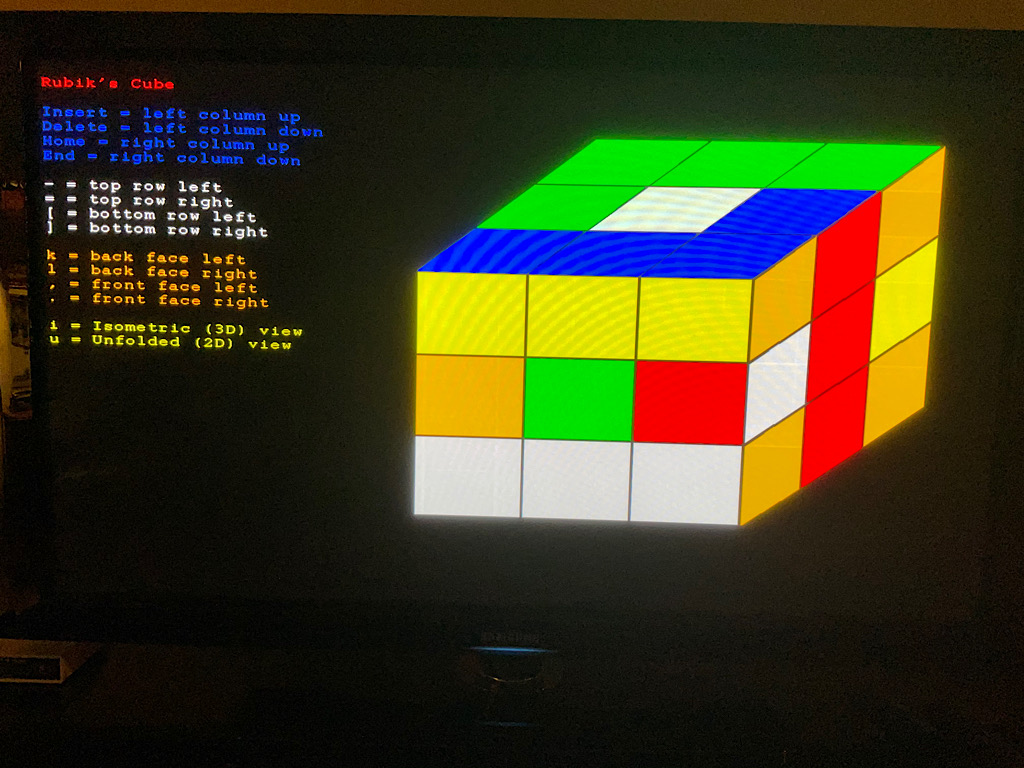 Rubik's Cube
Insert = left column up
Delete = left column down
Home = right column up
End = right column down
- = top row left
= = top row right
[ = bottom row left
] = bottom row right
k = back face left
l = back face right
, = front face left
. = front face right
i = Isometric (3D) view
u = Unfolded (2D) view
SAMSUNG